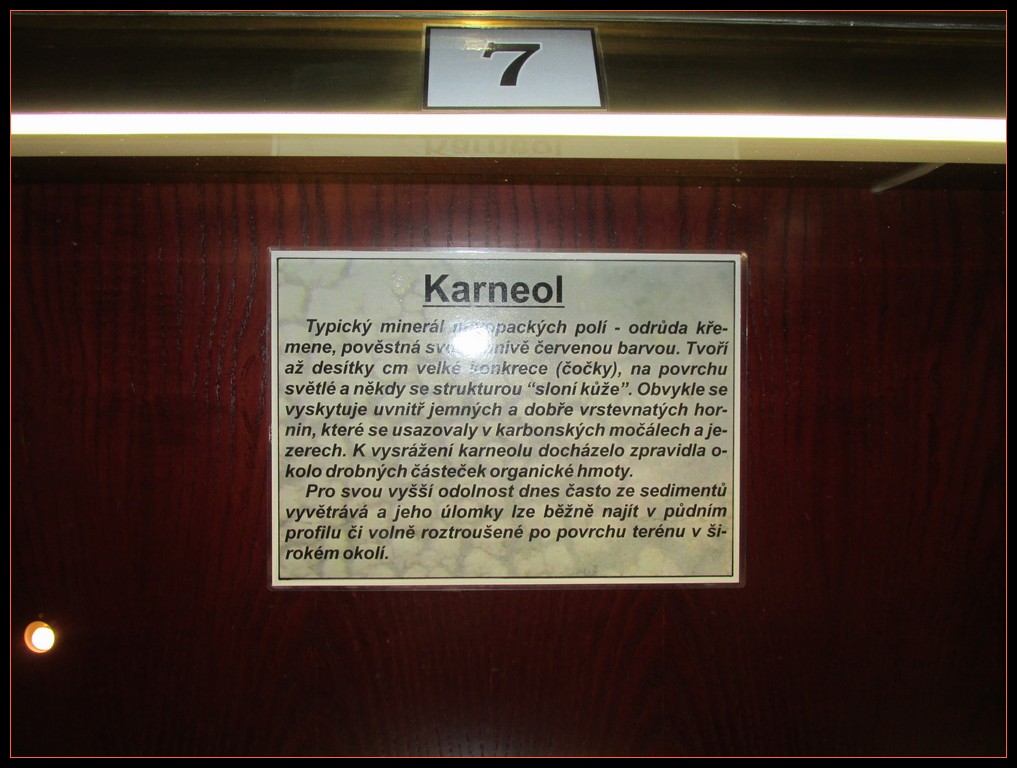 7
Karneol
Typický minerál polí - odrůda kře-
mene, pověstná červenou barvou. Tvoří
až desítky cm velké konkrece (čočky), na povrchu
světlé a někdy se strukturou “sloní kůže”. Obvykle se
vyskytuje uvnitř jemných a dobře vrstevnatých hor-
nin, které se usazovaly v karbonských močálech a je-
zerech. K vysrážení karneolu docházelo zpravidla o-
kolo drobných částeček organické hmoty.
Pro svou vyšší odolnost dnes často ze sedimentů
vyvětrává a jeho úlomky lze běžně najít v půdním
profilu či volně roztroušené po povrchu terénu v ši-
rokém okolí.